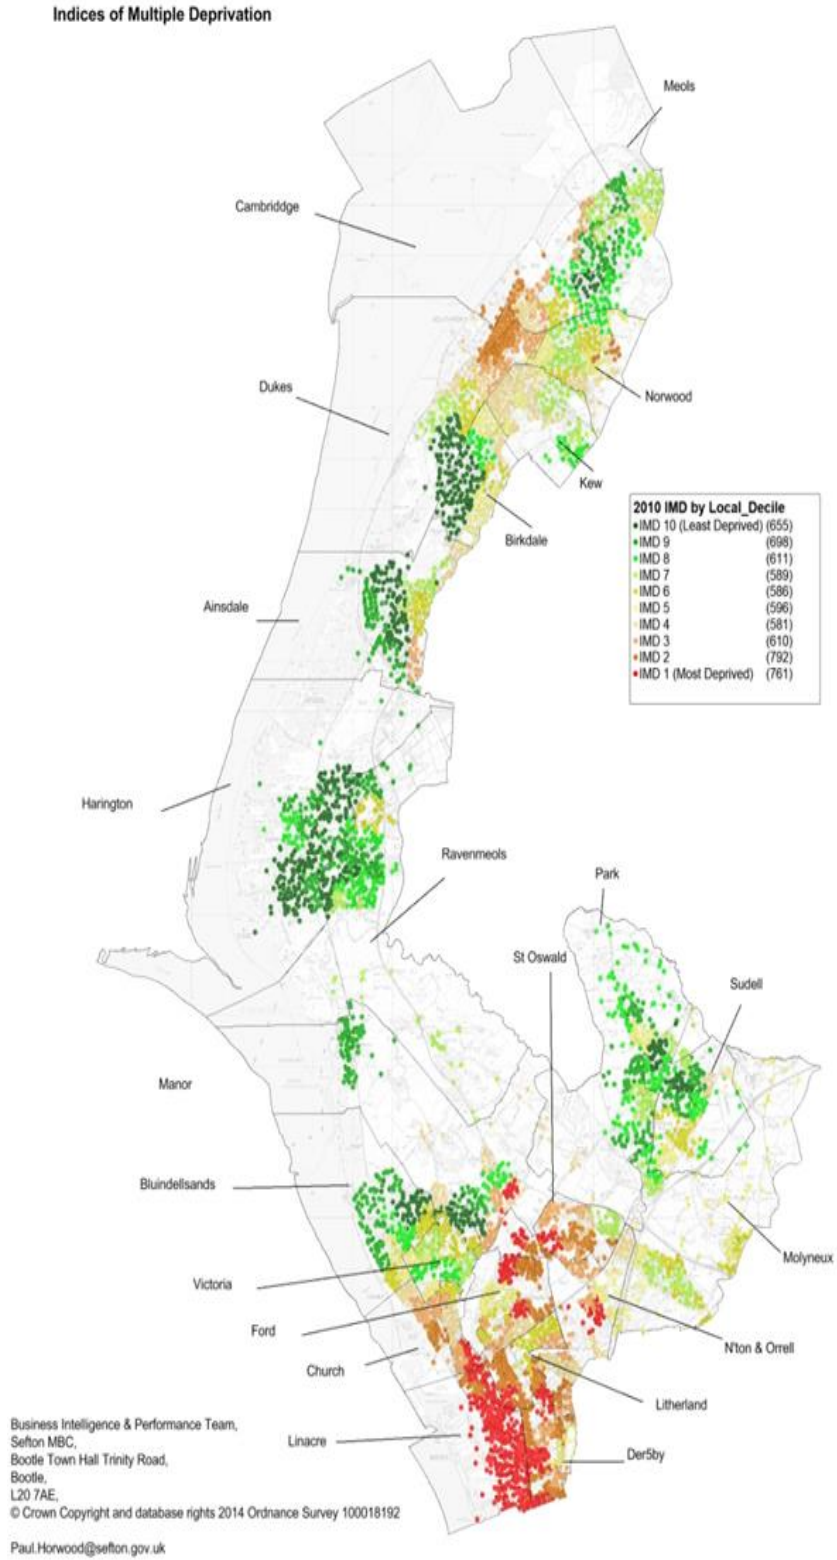 Indices of Multiple Deprivation
Meols
Cambriddge
Dukes
Norwood
Kew
2010 IMD by Local_Decile
IMD 10 (Least Deprived) (655)
IMD 9 (698)
IMD 8 (611)
IMD 7 (589)
IMD 6 (586)
IMD 5 (596)
IMD 4 (581)
IMD 3 (610)
IMD 2 (792)
IMD 1 (Most Deprived) (761)
Birkdale
Ainsdale
Harington
Ravenmeols
Park
St Oswald
Sudell
Manor
Bluindellsands
Molyneux
Victoria
Ford
N'ton & Orrell
Church
Litherland
Linacre
Der5by
Business Intelligence & Performance Team,
Sefton MBC,
Bootle Town Hall Trinity Road,
Bootle,
L20 7AE,
© Crown Copyright and database rights 2014 Ordnance Survey 100018192
Paul.Horwood@sefton.gov.uk